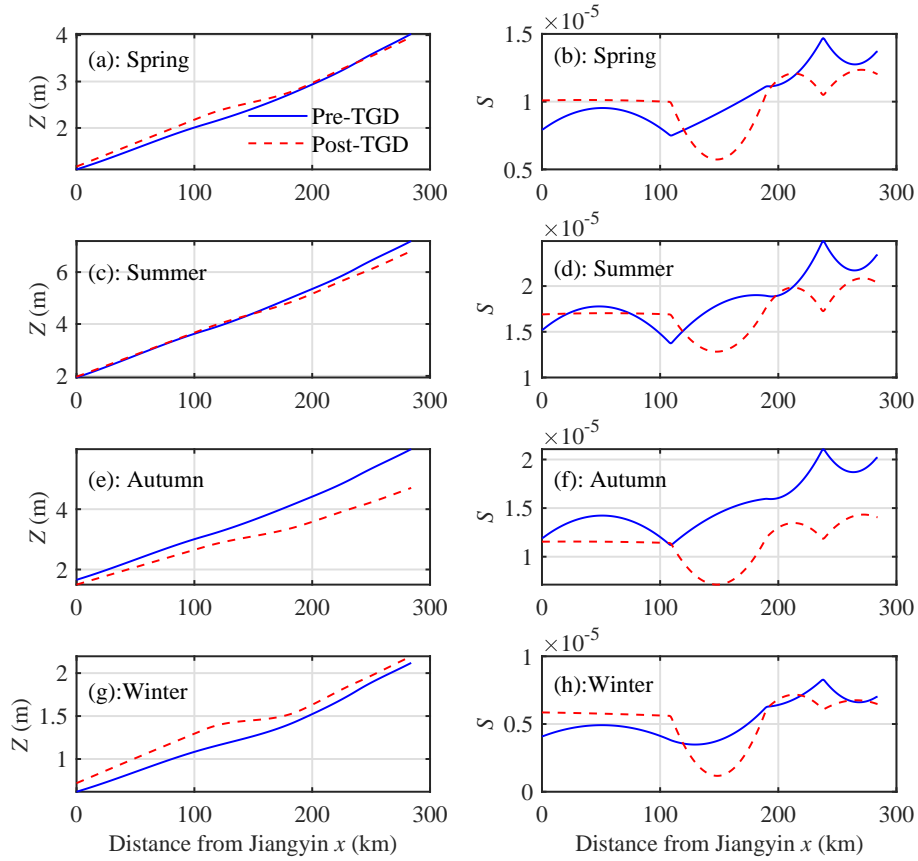 (a): Spring
Z (m)
4
3
2
0 100 200 300
Pre-TGD
Post-TGD
×10⁻⁵
(b): Spring
S
1.5
1
0.5
0 100 200 300
(c): Summer
Z (m)
6
4
2
0 100 200 300
×10⁻⁵
(d): Summer
S
2
1.5
1
0 100 200 300
(e): Autumn
Z (m)
4
2
0 100 200 300
×10⁻⁵
(f): Autumn
S
2
1.5
1
0 100 200 300
(g):Winter
Z (m)
2
1.5
1
0 100 200 300
Distance from Jiangyin x (km)
×10⁻⁵
(h):Winter
S
1
0.5
0
0 100 200 300
Distance from Jiangyin x (km)